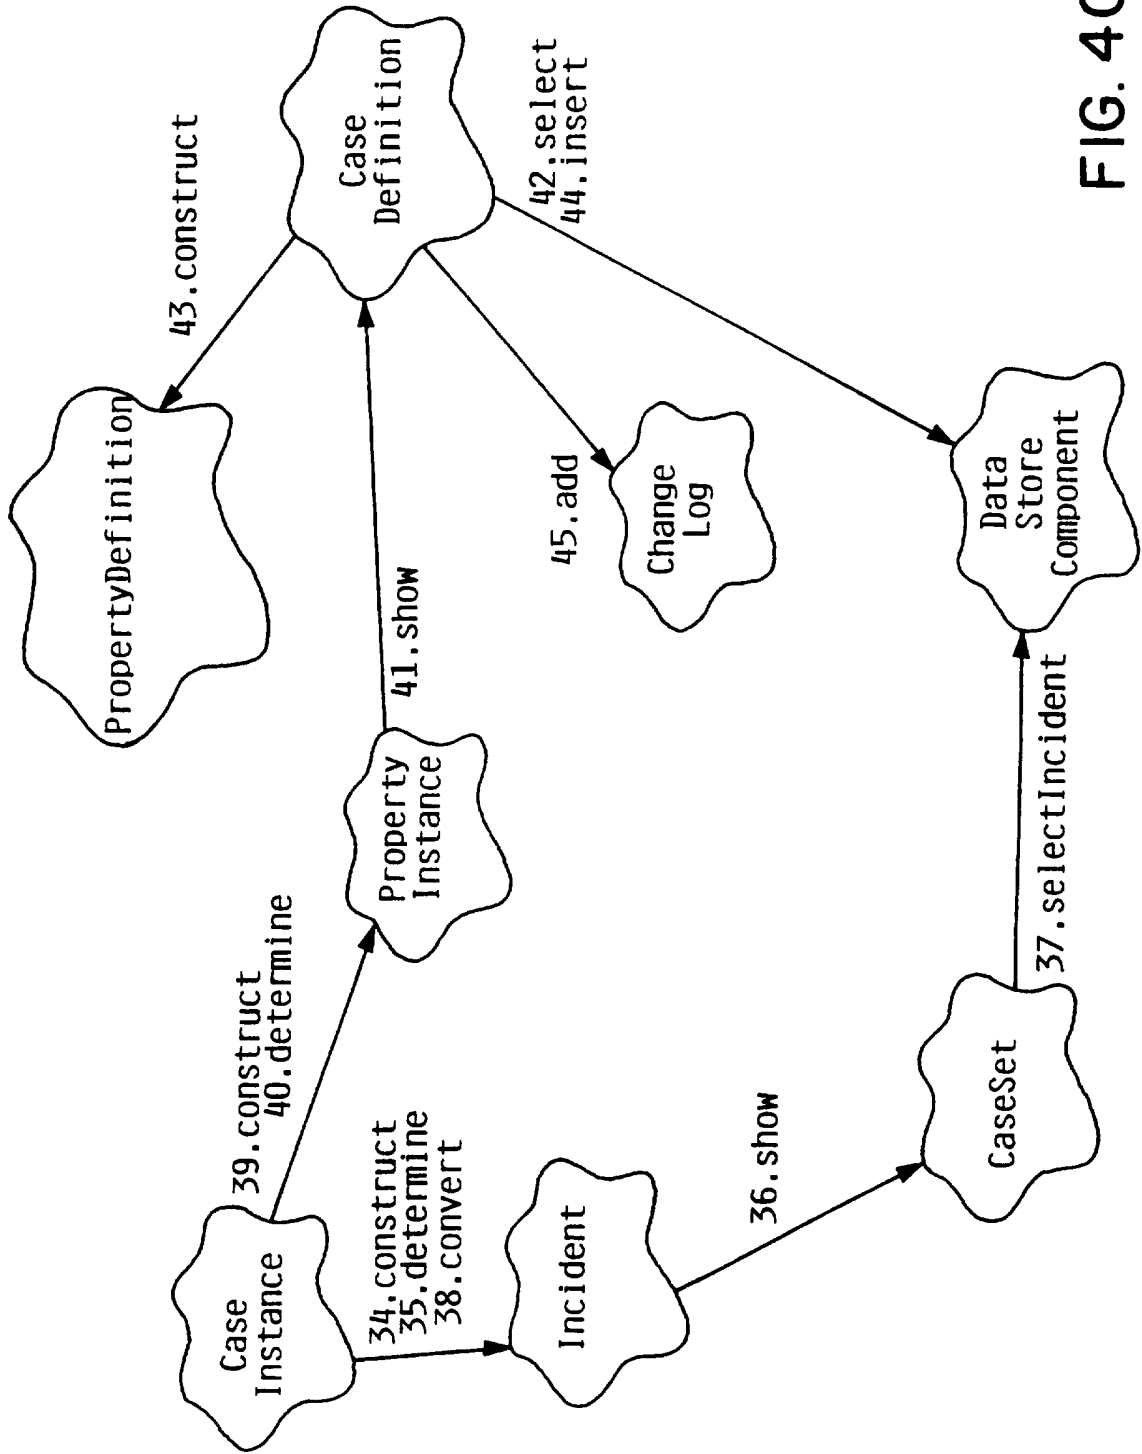 PropertyDefinition
43.construct
Case
Instance
39.construct
40.determine
Property
Instance
41.show
Case
Definition
34.construct
35.determine
38.convert
Incident
45.add
Change
Log
42.select
44.insert
36.show
CaseSet
37.selectIncident
Data
Store
Component
FIG. 4C